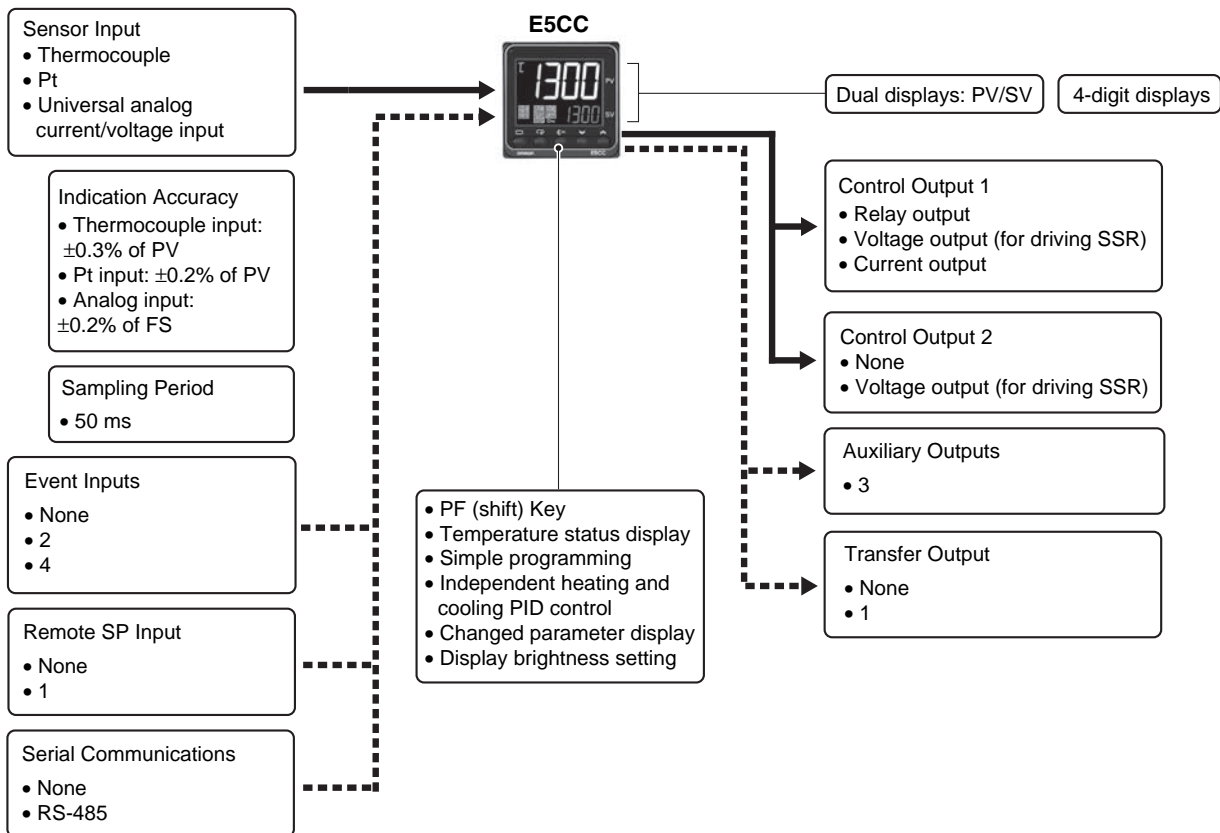 Sensor Input
• Thermocouple
• Pt
• Universal analog
current/voltage input
Indication Accuracy
• Thermocouple input:
±0.3% of PV
• Pt input: ±0.2% of PV
• Analog input:
±0.2% of FS
Sampling Period
• 50 ms
Event Inputs
• None
• 2
• 4
Remote SP Input
• None
• 1
Serial Communications
• None
• RS-485
E5CC
1300
PV
1300
SV
OMRON
E5CC
• PF (shift) Key
• Temperature status display
• Simple programming
• Independent heating and
cooling PID control
• Changed parameter display
• Display brightness setting
Dual displays: PV/SV
4-digit displays
Control Output 1
• Relay output
• Voltage output (for driving SSR)
• Current output
Control Output 2
• None
• Voltage output (for driving SSR)
Auxiliary Outputs
• 3
Transfer Output
• None
• 1